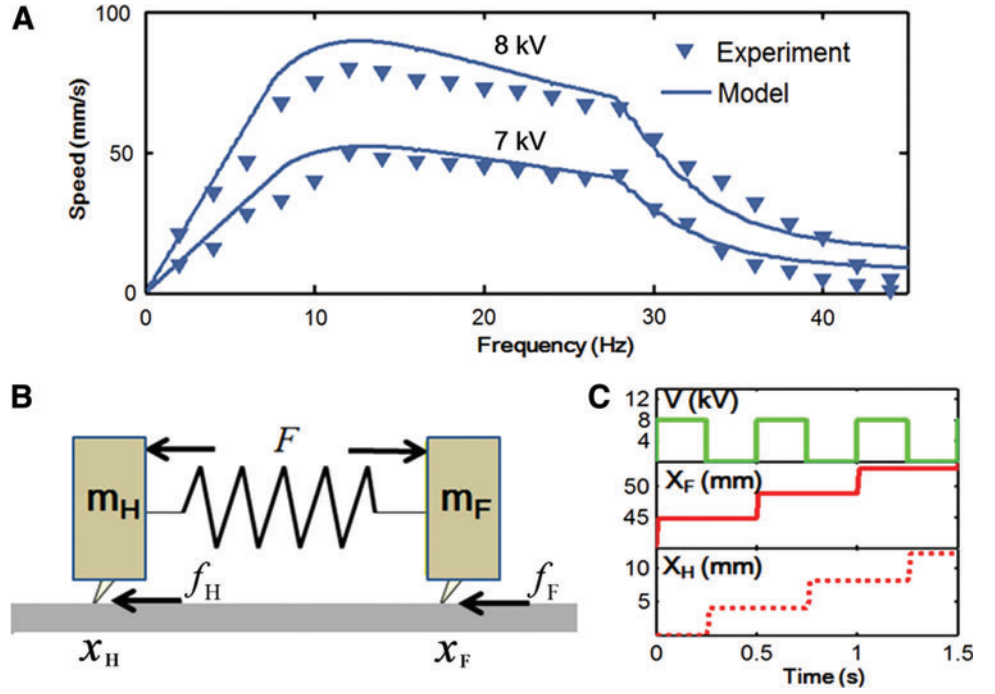 A
100
50
0
Speed (mm/s)
8 kV
7 kV
Experiment
Model
0 10 20 30 40
Frequency (Hz)
B
F
m_H
m_F
f_H
f_F
x_H
x_F
C
V (kV)
12
8
4
X_F (mm)
50
45
X_H (mm)
10
5
0 0.5 1 1.5
Time (s)